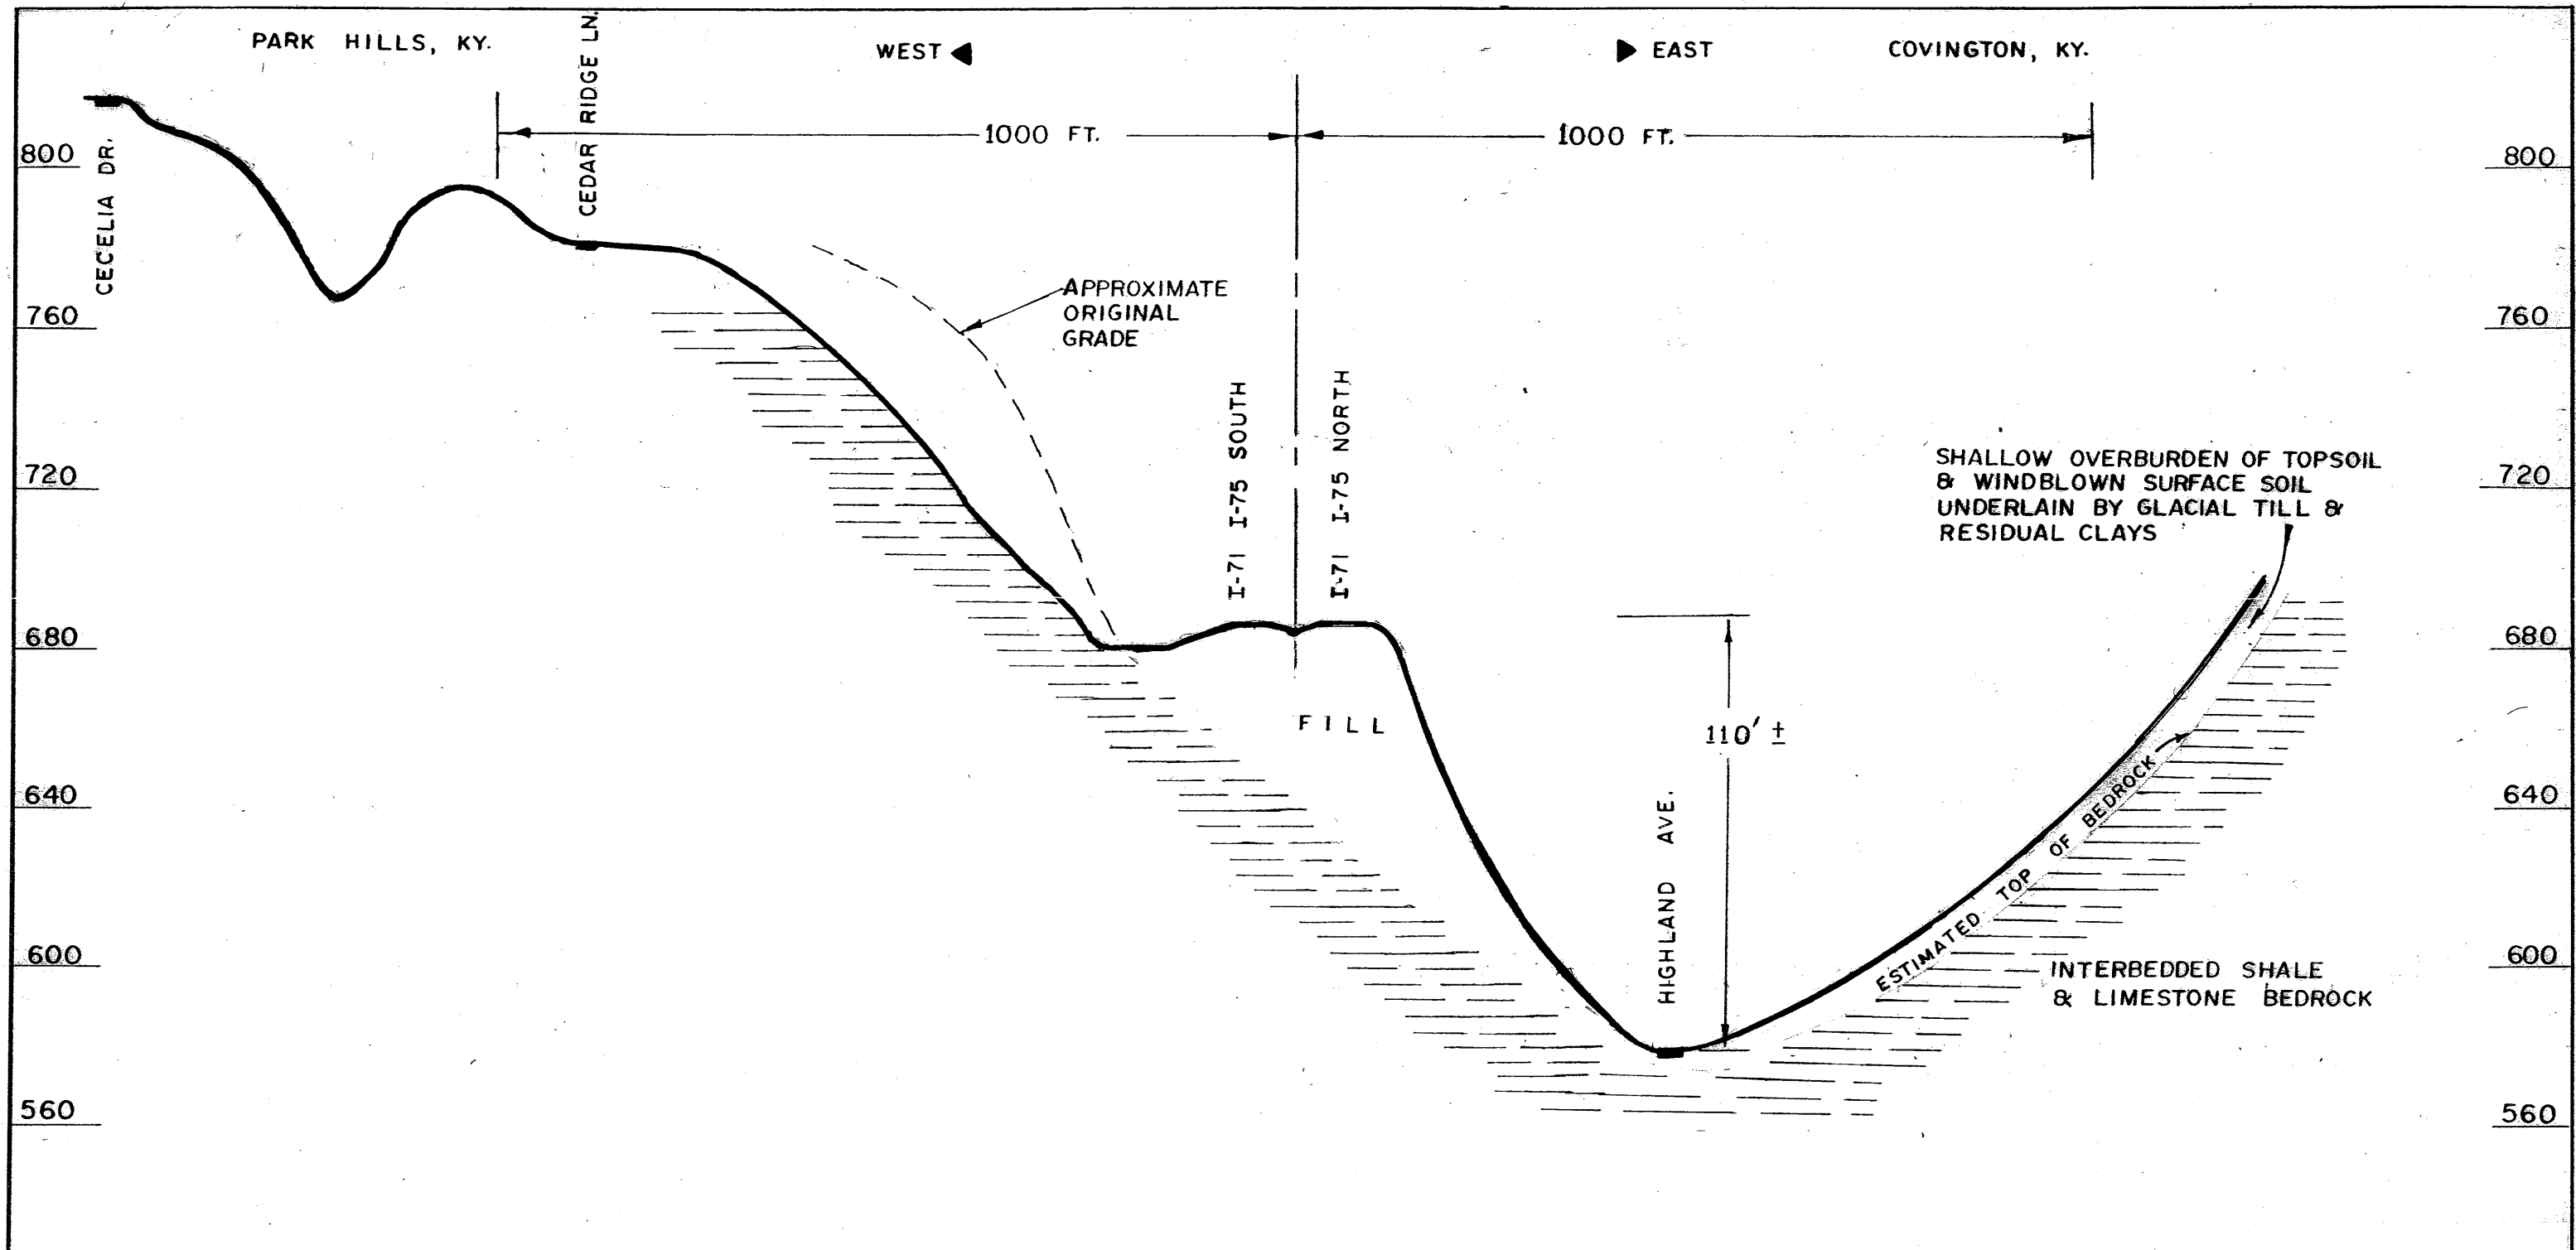 PARK HILLS, KY.
WEST
EAST
COVINGTON, KY.
CECELIA DR.
CEDAR RIDGE LN.
1000 FT.
1000 FT.
800
760
720
680
640
600
560
800
760
720
680
640
600
560
APPROXIMATE
ORIGINAL
GRADE
I-71 I-75 SOUTH
I-71 I-75 NORTH
FILL
110' ±
HIGHLAND AVE.
SHALLOW OVERBURDEN OF TOPSOIL
& WINDBLOWN SURFACE SOIL
UNDERLAIN BY GLACIAL TILL &
RESIDUAL CLAYS
ESTIMATED TOP OF BEDROCK
INTERBEDDED SHALE
& LIMESTONE BEDROCK